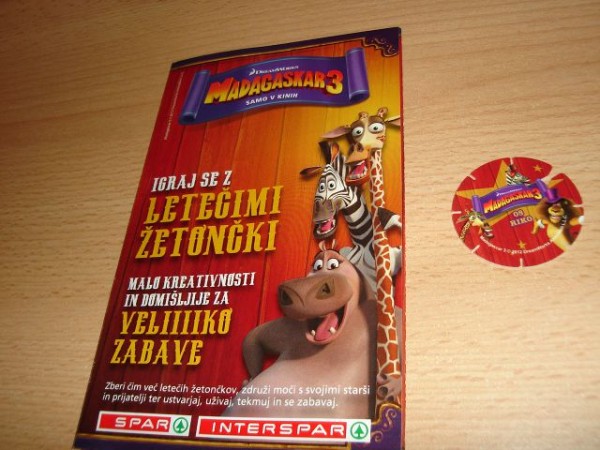 DREAMWORKS
MADAGASKAR 3
SAMO V KINIH
IGRAJ SE Z
LETEČIMI
ŽETONČKI
MALO KREATIVNOSTI
IN DOMIŠLJIJE ZA
VELIIIIKO
ZABAVE
Zberi čim več letečih žetončkov, združi moči s svojimi starši
in prijatelji ter ustvarjaj, uživaj, tekmuj in se zabavaj.
SPAR INTERSPAR
MADAGASKAR 3
09
RIKO